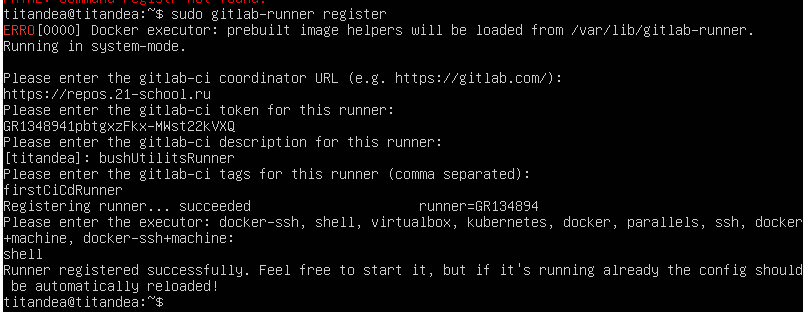 titandea@titandea:~$ sudo gitlab-runner register
ERRO[0000] Docker executor: prebuilt image helpers will be loaded from /var/lib/gitlab-runner.
Running in system-mode.
Please enter the gitlab-ci coordinator URL (e.g. https://gitlab.com/):
https://repos.21-school.ru
Please enter the gitlab-ci token for this runner:
GR1348941pbtgxzFkx-MWst22kVXQ
Please enter the gitlab-ci description for this runner:
[titandea]: bushUtilitsRunner
Please enter the gitlab-ci tags for this runner (comma separated):
firstCiCdRunner
Registering runner... succeeded                     runner=GR134894
Please enter the executor: docker-ssh, shell, virtualbox, kubernetes, docker, parallels, ssh, docker
+machine, docker-ssh+machine:
shell
Runner registered successfully. Feel free to start it, but if it's running already the config should
 be automatically reloaded!
titandea@titandea:~$